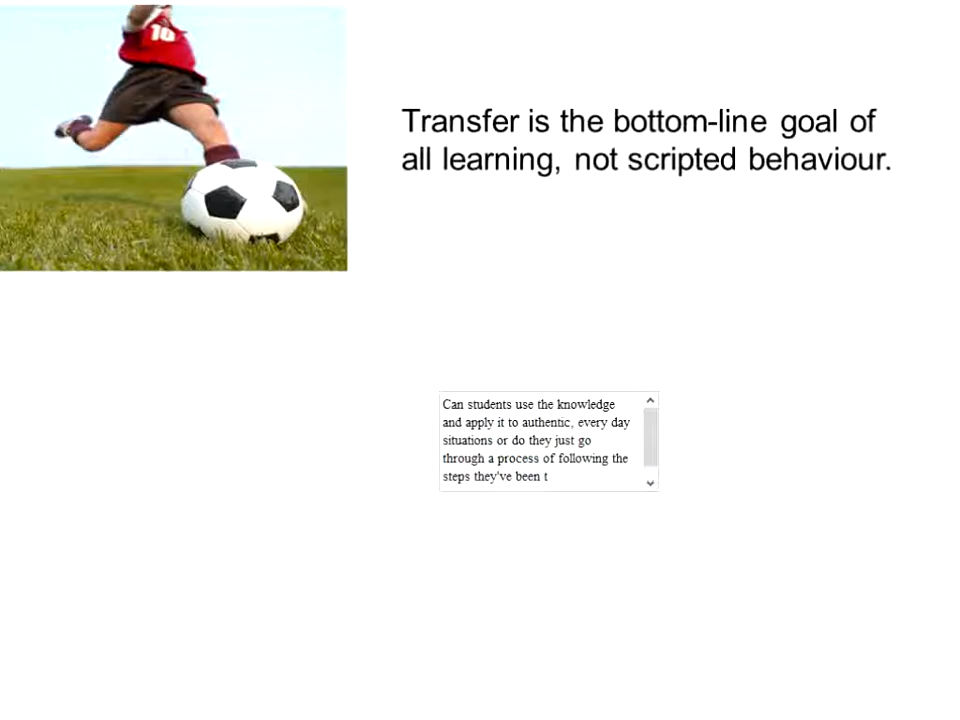 10
Transfer is the bottom-line goal of
all learning, not scripted behaviour.
Can students use the knowledge
and apply it to authentic, every day
situations or do they just go
through a process of following the
steps they've been t